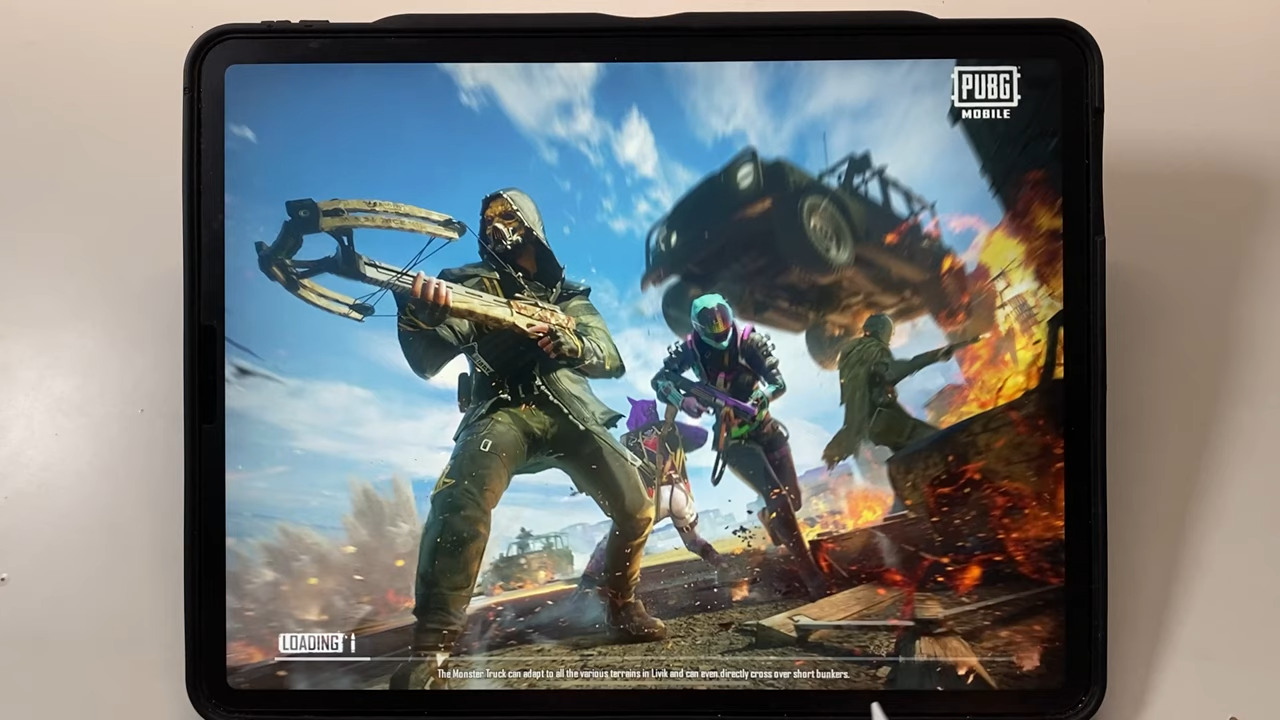 PUBG
MOBILE
LOADING
The Monster Truck can adapt to all the various terrains in Livik and can even directly cross over short bunkers.